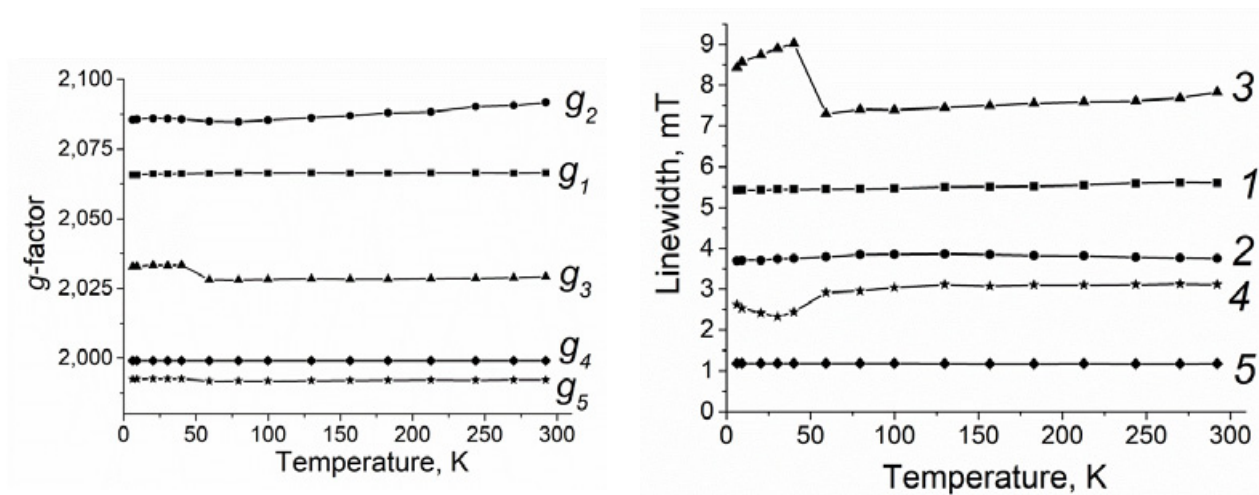 2,100
2,075
2,050
2,025
2,000
g-factor
g2
g1
g3
g4
g5
0 50 100 150 200 250 300
Temperature, K
9
8
7
6
5
4
3
2
1
0
Linewidth, mT
3
1
2
4
5
0 50 100 150 200 250 300
Temperature, K